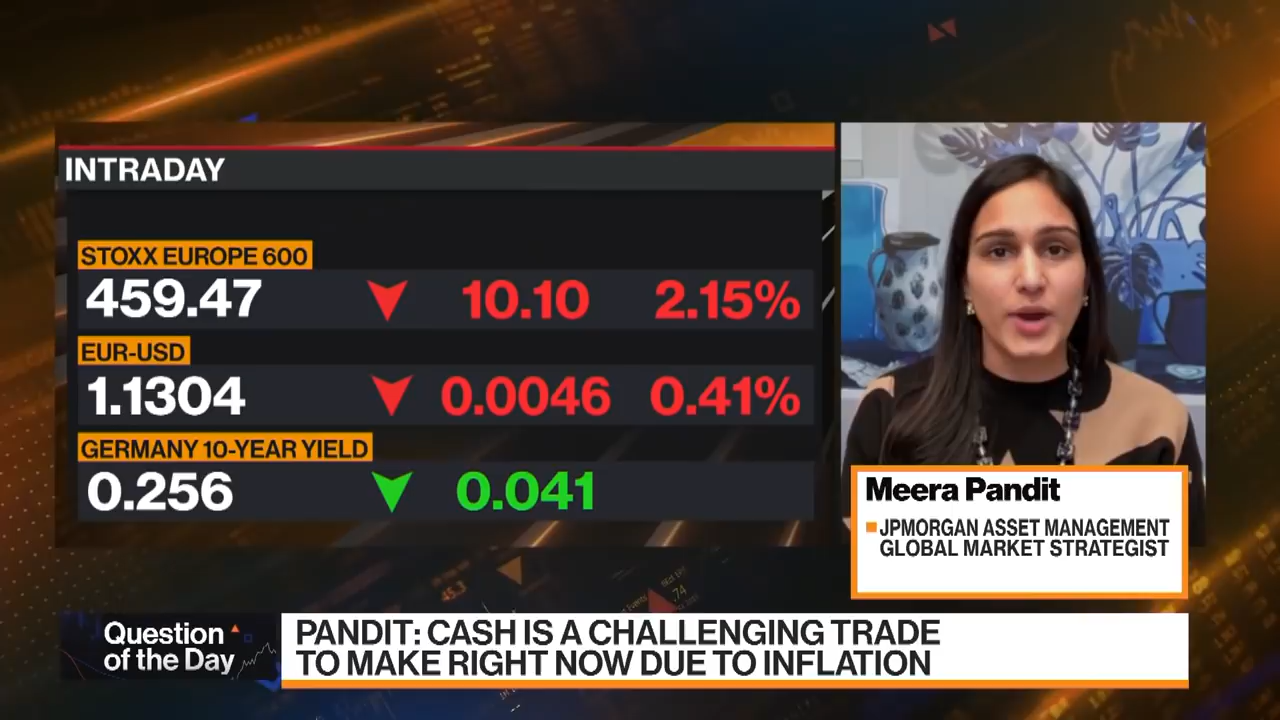 INTRADAY
STOXX EUROPE 600
459.47 10.10 2.15%
EUR-USD
1.1304 0.0046 0.41%
GERMANY 10-YEAR YIELD
0.256 0.041
Meera Pandit
JPMORGAN ASSET MANAGEMENT
GLOBAL MARKET STRATEGIST
Question
of the Day
PANDIT: CASH IS A CHALLENGING TRADE
TO MAKE RIGHT NOW DUE TO INFLATION